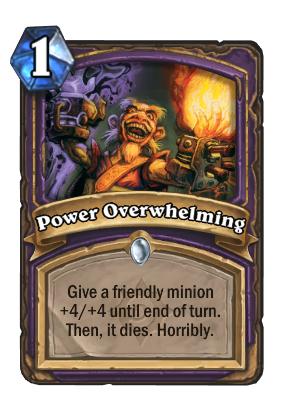 1
Power Overwhelming
Give a friendly minion
+4/+4 until end of turn.
Then, it dies. Horribly.